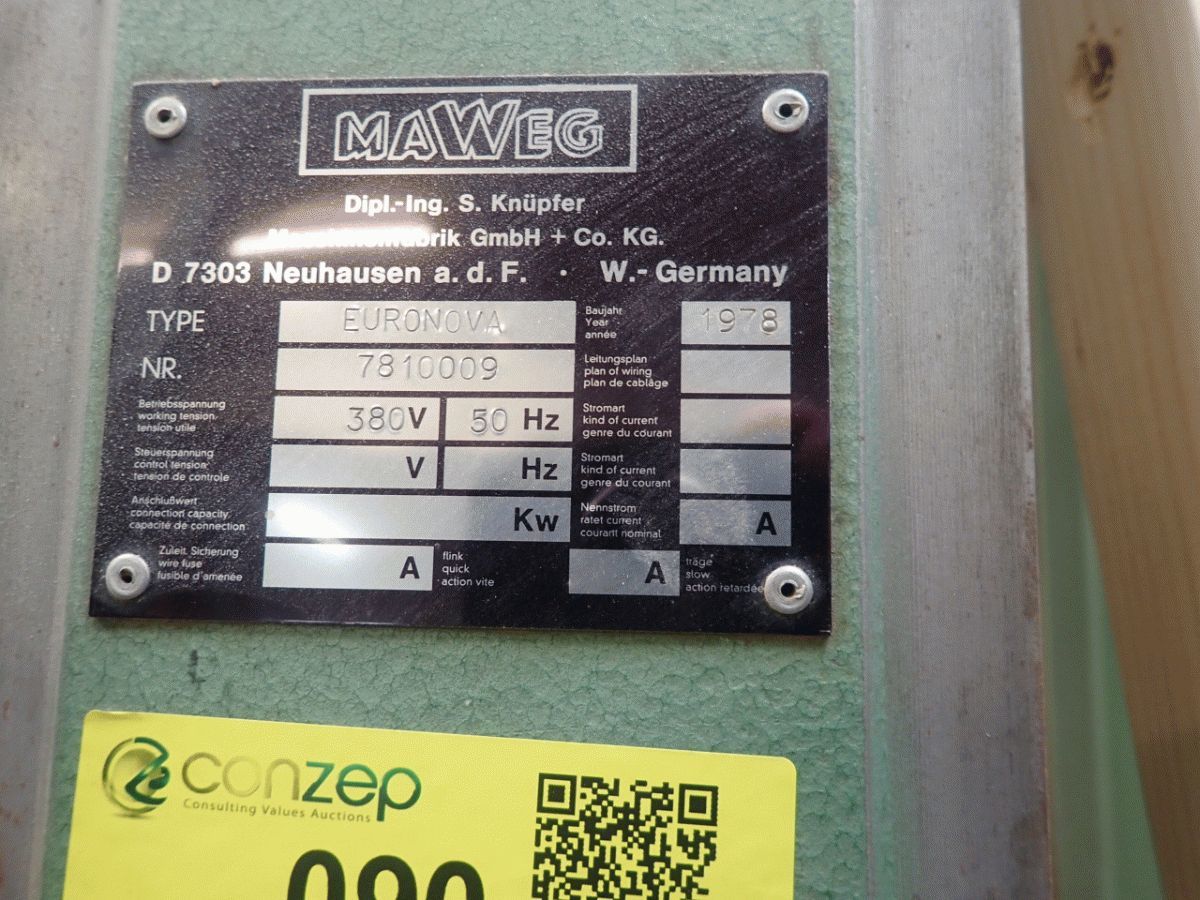 MAWEG
Dipl.-Ing. S. Knüpfer
GmbH + Co. KG.
D 7303 Neuhausen a. d. F. · W.- Germany
TYPE EURONOVA Baujahr Year année 1978
NR. 7810009 Leitungsplan plan of wiring plan de cablâge
Betriebsspannung working tension tension utile 380V 50 Hz Stromart kind of current genre du courant
Steuerspannung control tension tension de controle V Hz Stromart kind of current genre du courant
Anschlußwert connection capacity capacité de connection Kw Nennstrom ratet current courant nominal A
Zuleit. Sicherung wire fuse fusible d'amenée A flink quick action vite A träge slow action retardée
conzep
Consulting Values Auctions